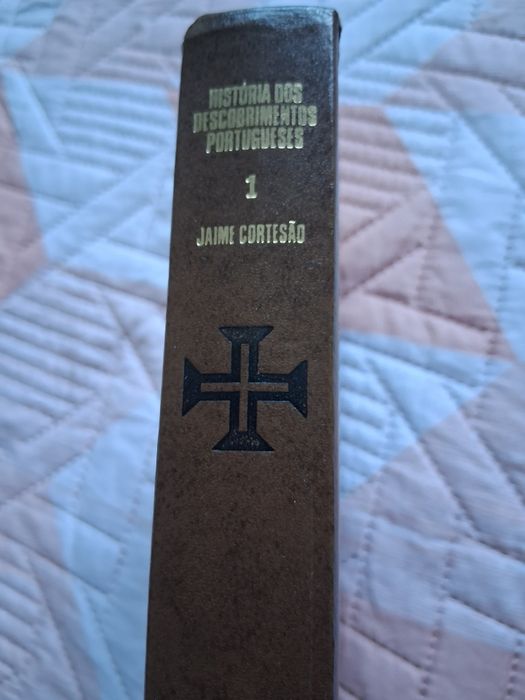 HISTÓRIA DOS
DESCOBRIMENTOS
PORTUGUESES
1
JAIME CORTESÃO